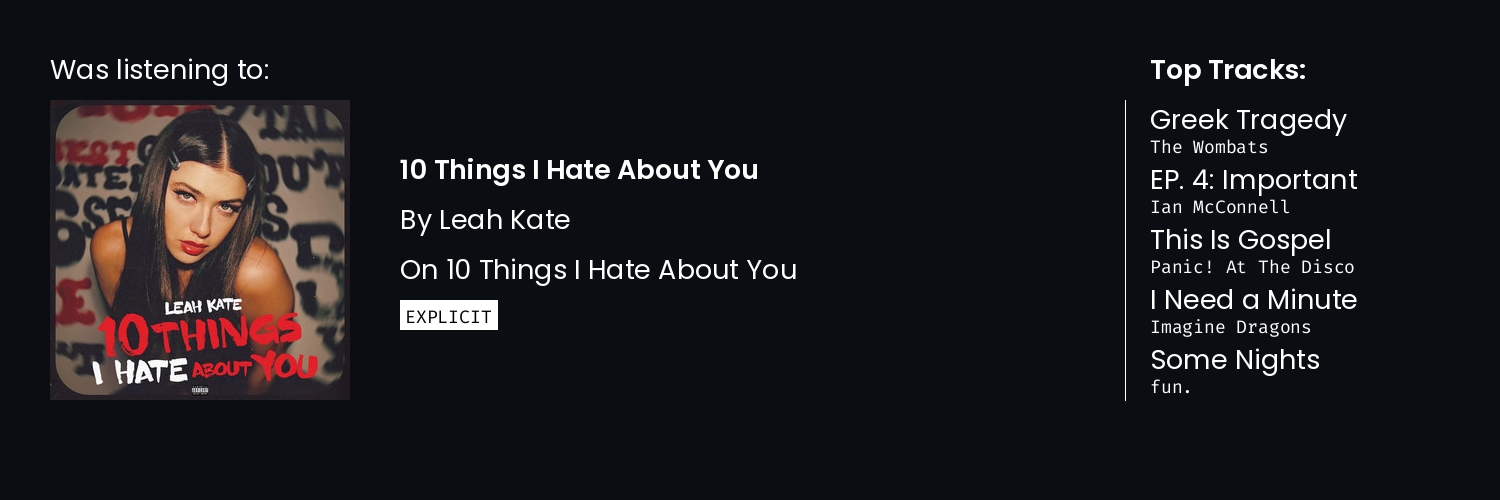 Was listening to:
LEAH KATE
10 THINGS
I HATE ABOUT YOU
10 Things I Hate About You
By Leah Kate
On 10 Things I Hate About You
EXPLICIT
Top Tracks:
Greek Tragedy
The Wombats
EP. 4: Important
Ian McConnell
This Is Gospel
Panic! At The Disco
I Need a Minute
Imagine Dragons
Some Nights
fun.